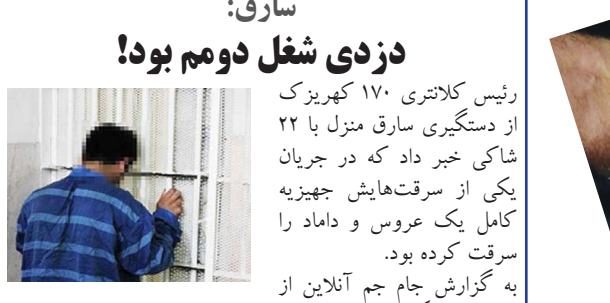 سارق:
دزدی شغل دومم بود!
رئیس کلانتری ۱۷۰ کهریزک
از دستگیری سارق منزل با ۲۲
شاکی خبر داد که در جریان
یکی از سرقت‌هایش جهیزیه
کامل یک عروس و داماد را
سرقت کرده بود.
به گزارش جام جم آنلاین از